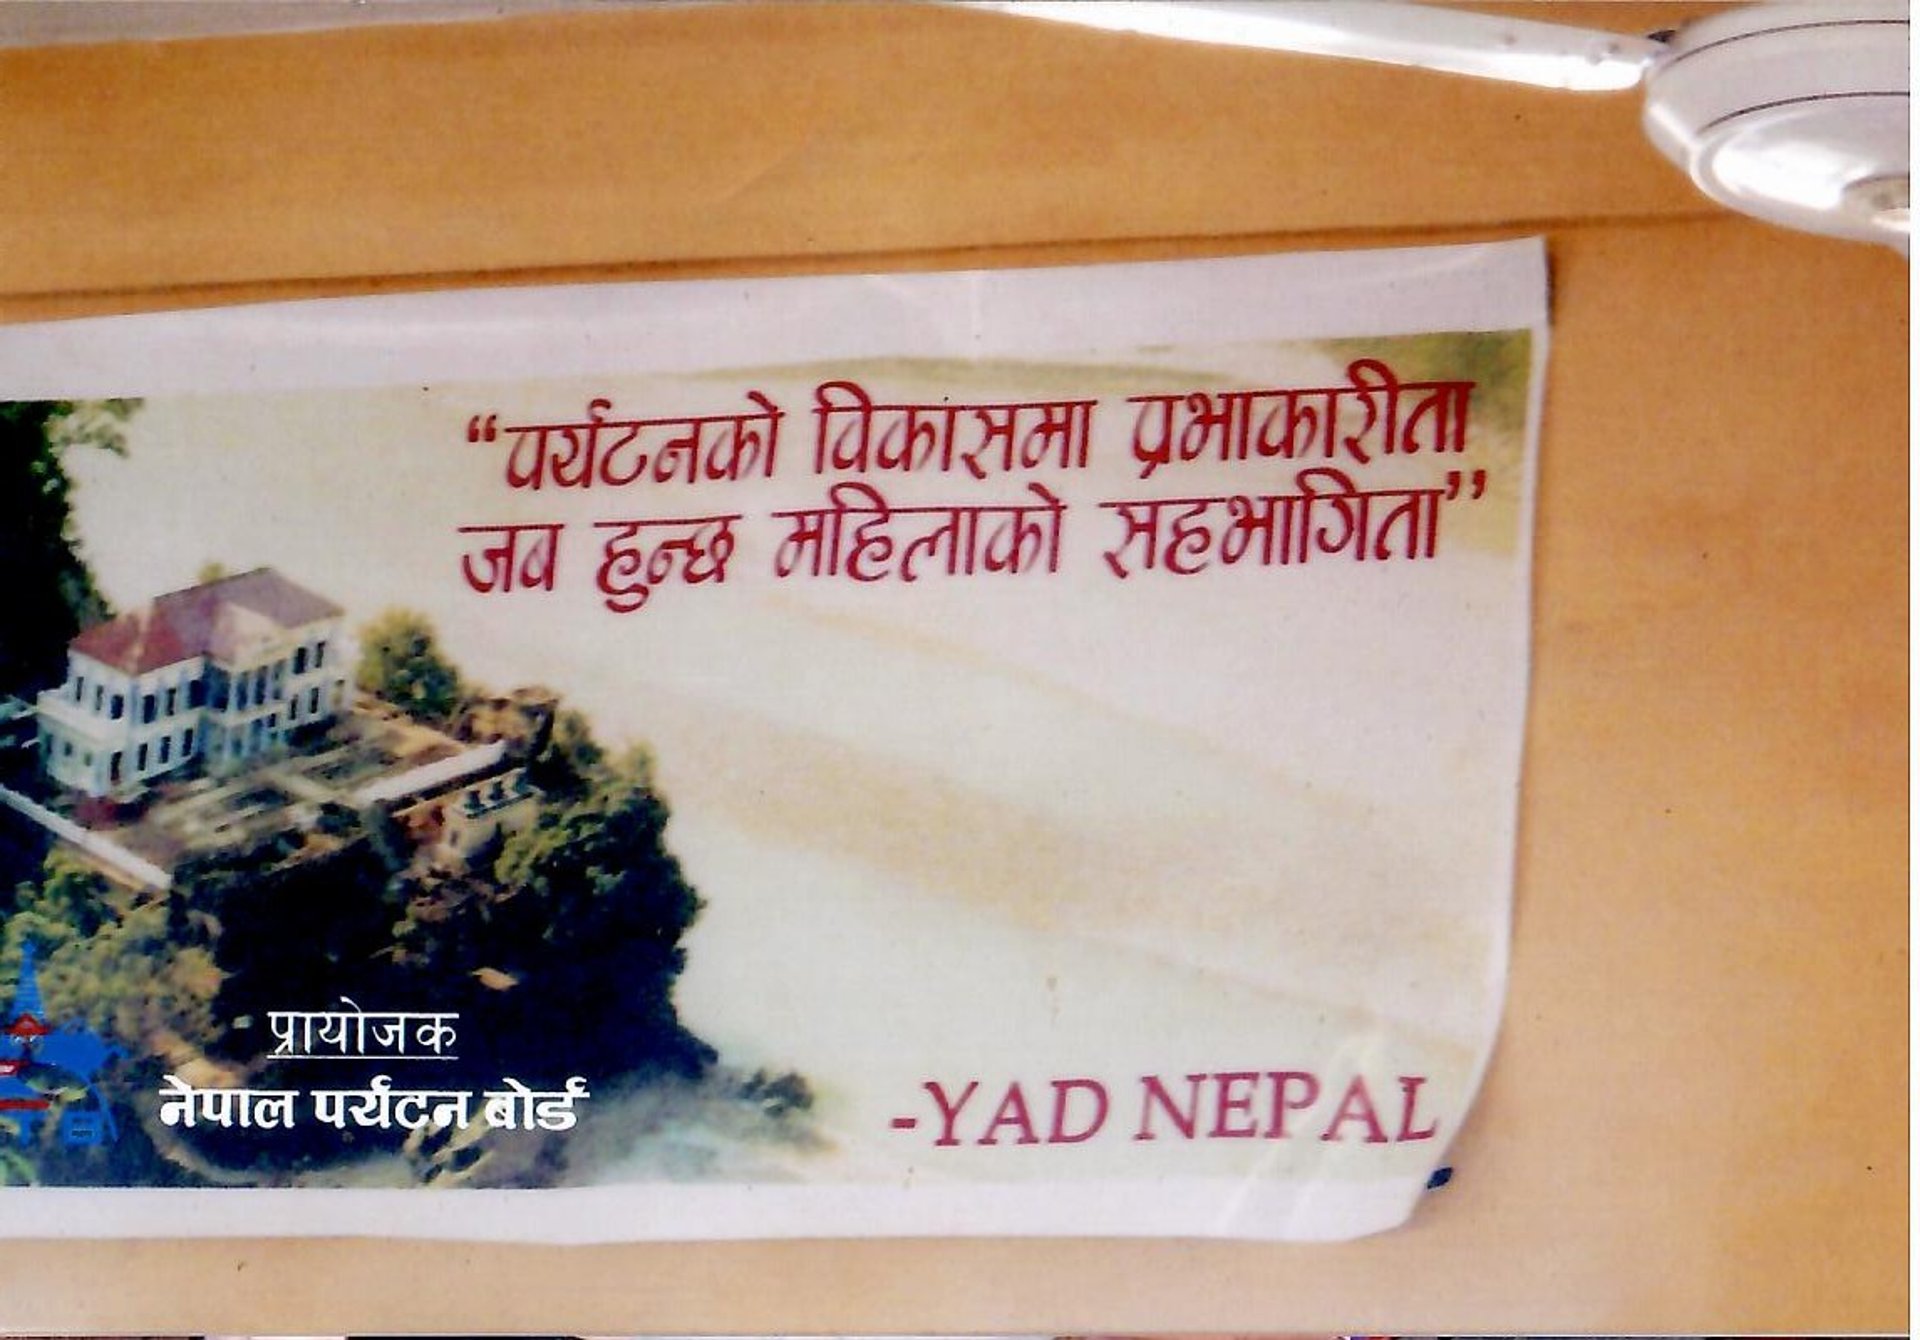 “पर्यटनको विकासमा प्रभाकारीता
जब हुन्छ महिलाको सहभागिता”
प्रायोजक
नेपाल पर्यटन बोर्ड
-YAD NEPAL